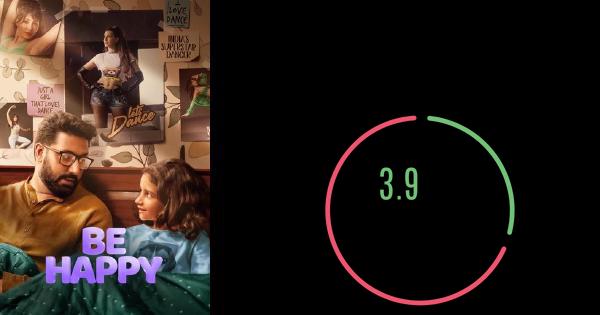 I
LOVE
DANCE
INDIA'S
SUPERSTAR
DANCER
JUST A
GIRL
THAT LOVES
DANCE
let's
Dance
BE
HAPPY
3.9